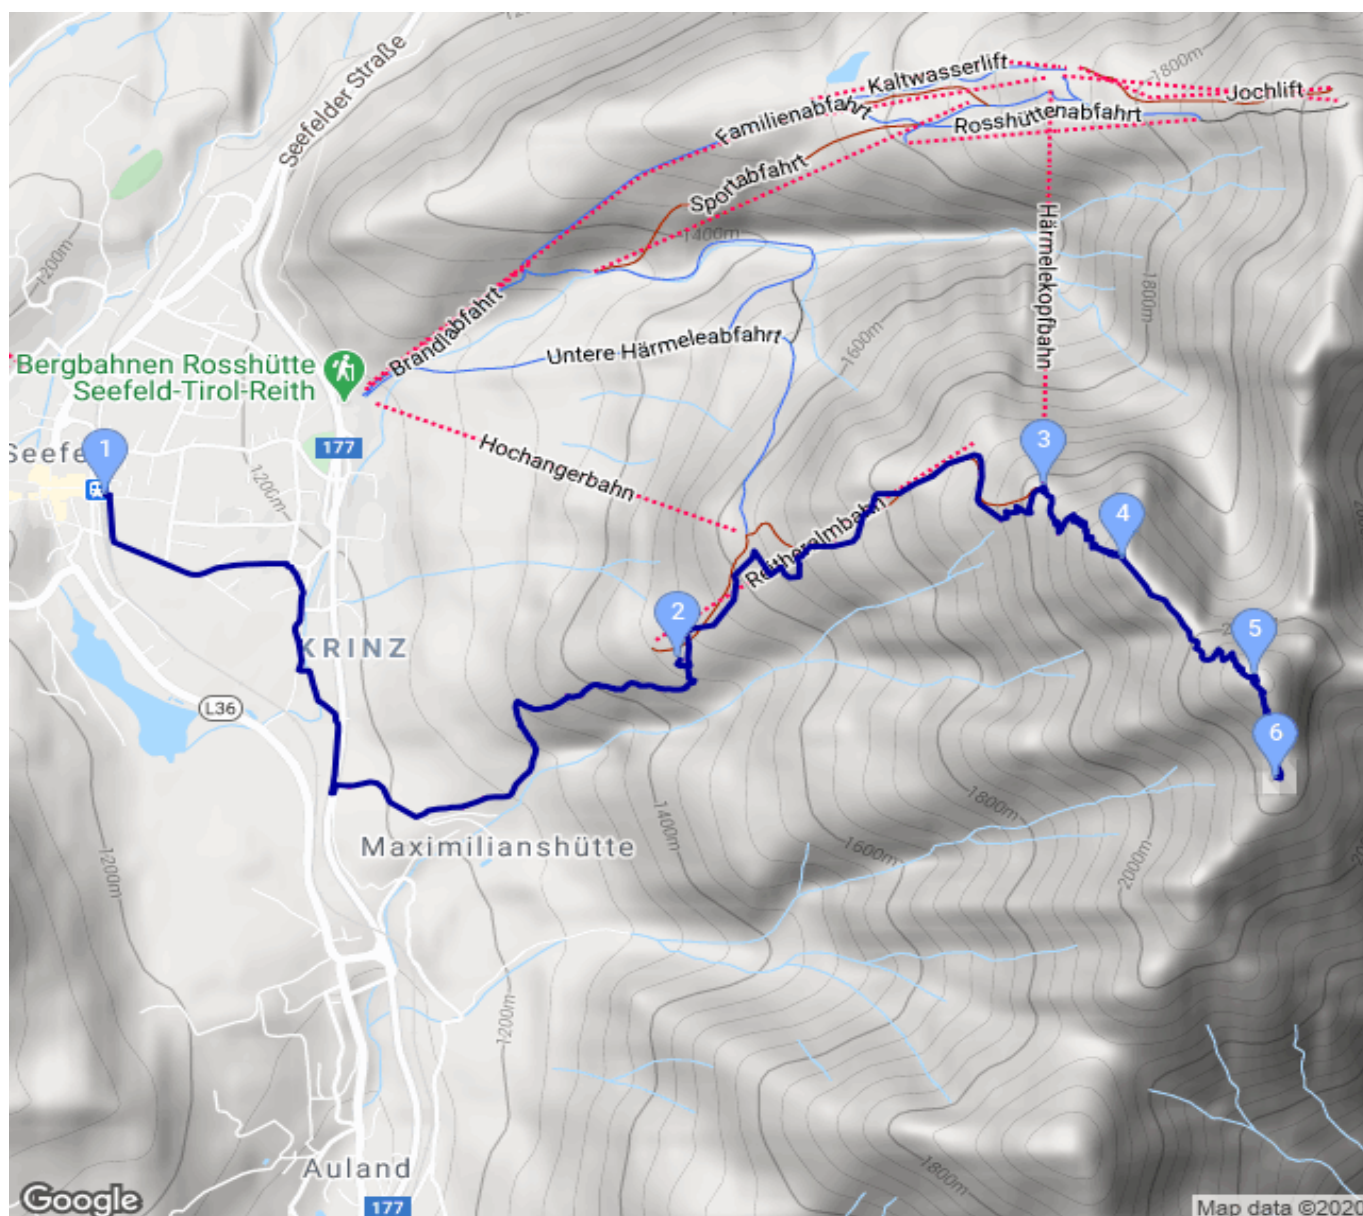 1800m
Kaltwasserlift
Jochlift
Seefelder Straße
Familienabfahrt
Rosshüttenabfahrt
Sportabfahrt
1400m
1200m
Härmelekopfbahn
1800m
Brandlabfahrt
Untere Härmeleabfahrt
1600m
Bergbahnen Rosshütte
Seefeld-Tirol-Reith
177
1
3
Hochangerbahn
1200m
4
Reitheralmbahn
2
5
KRINZ
L36
6
1800m
1400m
Maximilianshütte
1600m
2000m
1200m
1200m
1800m
Auland
177
Google
Map data ©2020